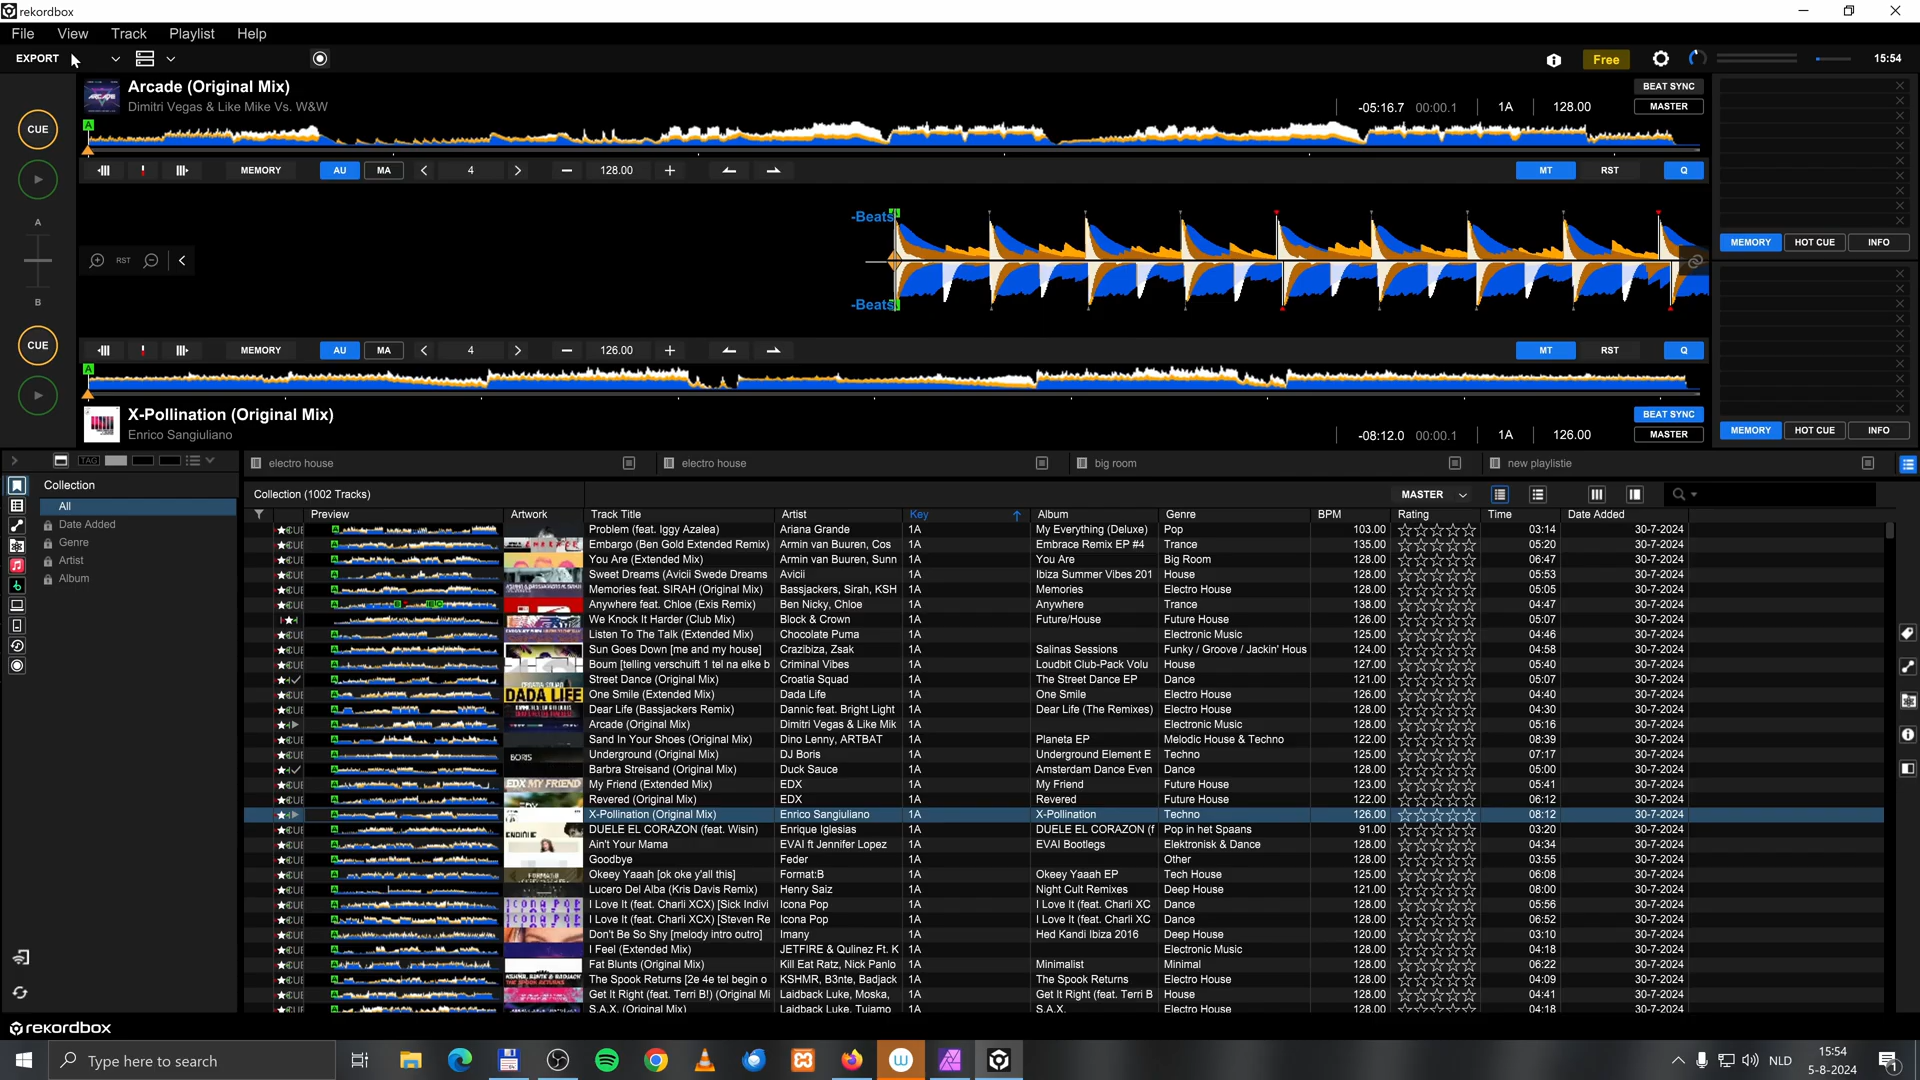 rekordbox
File View Track Playlist Help
EXPORT
Free
15:54
Arcade (Original Mix)
Dimitri Vegas & Like Mike Vs. W&W
-05:16.7 00:00.1 1A 128.00
BEAT SYNC
MASTER
CUE
A
MEMORY AU MA 4 128.00 MT RST Q
A
B
RST
-Beats
-Beats
MEMORY HOT CUE INFO
CUE
MEMORY AU MA 4 126.00 MT RST Q
A
X-Pollination (Original Mix)
Enrico Sangiuliano
-08:12.0 00:00.1 1A 126.00
BEAT SYNC
MASTER
MEMORY HOT CUE INFO
TAG
electro house electro house big room new playlistie
Collection
All
Date Added
Genre
Artist
Album
Collection (1002 Tracks)
MASTER
Preview Artwork Track Title Artist Key Album Genre BPM Rating Time Date Added
Problem (feat. Iggy Azalea) Ariana Grande 1A My Everything (Deluxe) Pop 103.00 03:14 30-7-2024
Embargo (Ben Gold Extended Remix) Armin van Buuren, Cos 1A Embrace Remix EP #4 Trance 135.00 05:20 30-7-2024
You Are (Extended Mix) Armin van Buuren, Sunn 1A You Are Big Room 128.00 06:47 30-7-2024
Sweet Dreams (Avicii Swede Dreams Avicii 1A Ibiza Summer Vibes 201 House 128.00 05:53 30-7-2024
Memories feat. SIRAH (Original Mix) Bassjackers, Sirah, KSH 1A Memories Electro House 128.00 05:05 30-7-2024
Anywhere feat. Chloe (Exis Remix) Ben Nicky, Chloe 1A Anywhere Trance 138.00 04:47 30-7-2024
We Knock It Harder (Club Mix) Block & Crown 1A Future/House Future House 126.00 05:07 30-7-2024
Listen To The Talk (Extended Mix) Chocolate Puma 1A Electronic Music 125.00 04:46 30-7-2024
Sun Goes Down [me and my house] Crazibiza, Zsak 1A Salinas Sessions Funky / Groove / Jackin' Hous 124.00 04:58 30-7-2024
Boum [telling verschuift 1 tel na elke b Criminal Vibes 1A Loudbit Club-Pack Volu House 127.00 05:40 30-7-2024
Street Dance (Original Mix) Croatia Squad 1A The Street Dance EP Dance 121.00 05:07 30-7-2024
One Smile (Extended Mix) Dada Life 1A One Smile Electro House 126.00 04:40 30-7-2024
Dear Life (Bassjackers Remix) Dannic feat. Bright Light 1A Dear Life (The Remixes) Electro House 128.00 04:30 30-7-2024
Arcade (Original Mix) Dimitri Vegas & Like Mik 1A Electronic Music 128.00 05:16 30-7-2024
Sand In Your Shoes (Original Mix) Dino Lenny, ARTBAT 1A Planeta EP Melodic House & Techno 122.00 08:39 30-7-2024
Underground (Original Mix) DJ Boris 1A Underground Element E Techno 125.00 07:17 30-7-2024
Barbra Streisand (Original Mix) Duck Sauce 1A Amsterdam Dance Even Dance 128.00 05:00 30-7-2024
My Friend (Extended Mix) EDX 1A My Friend Future House 123.00 05:41 30-7-2024
Revered (Original Mix) EDX 1A Revered Future House 122.00 06:12 30-7-2024
X-Pollination (Original Mix) Enrico Sangiuliano 1A X-Pollination Techno 126.00 08:12 30-7-2024
DUELE EL CORAZON (feat. Wisin) Enrique Iglesias 1A DUELE EL CORAZON (f Pop in het Spaans 91.00 03:20 30-7-2024
Ain't Your Mama EVAI ft Jennifer Lopez 1A EVAI Bootlegs Elektronisk & Dance 128.00 04:34 30-7-2024
Goodbye Feder 1A Other 128.00 03:55 30-7-2024
Okeey Yaaah [ok oke y'all this] Format:B 1A Okeey Yaaah EP Tech House 125.00 06:08 30-7-2024
Lucero Del Alba (Kris Davis Remix) Henry Saiz 1A Night Cult Remixes Deep House 121.00 08:00 30-7-2024
I Love It (feat. Charli XCX) [Sick Indivi Icona Pop 1A I Love It (feat. Charli XC Dance 128.00 05:56 30-7-2024
I Love It (feat. Charli XCX) [Steven Re Icona Pop 1A I Love It (feat. Charli XC Dance 128.00 06:52 30-7-2024
Don't Be So Shy [melody intro outro] Imany 1A Hed Kandi Ibiza 2016 Deep House 120.00 03:10 30-7-2024
I Feel (Extended Mix) JETFIRE & Qulinez Ft. K 1A Electronic Music 128.00 04:18 30-7-2024
Fat Blunts (Original Mix) Kill Eat Ratz, Nick Panlo 1A Minimalist Minimal 128.00 06:22 30-7-2024
The Spook Returns [2e 4e tel begin o KSHMR, B3nte, Badjack 1A The Spook Returns Electro House 128.00 04:09 30-7-2024
Get It Right (feat. Terri B!) (Original Mi Laidback Luke, Moska, 1A Get It Right (feat. Terri B House 128.00 04:41 30-7-2024
S.A.X. (Original Mix) Laidback Luke, Tujamo 1A S.A.X. Electro House 128.00 04:18 30-7-2024
DADA LIFE
BORIS
EDX MY FRIEND
rekordbox
Type here to search
NLD
15:54
5-8-2024